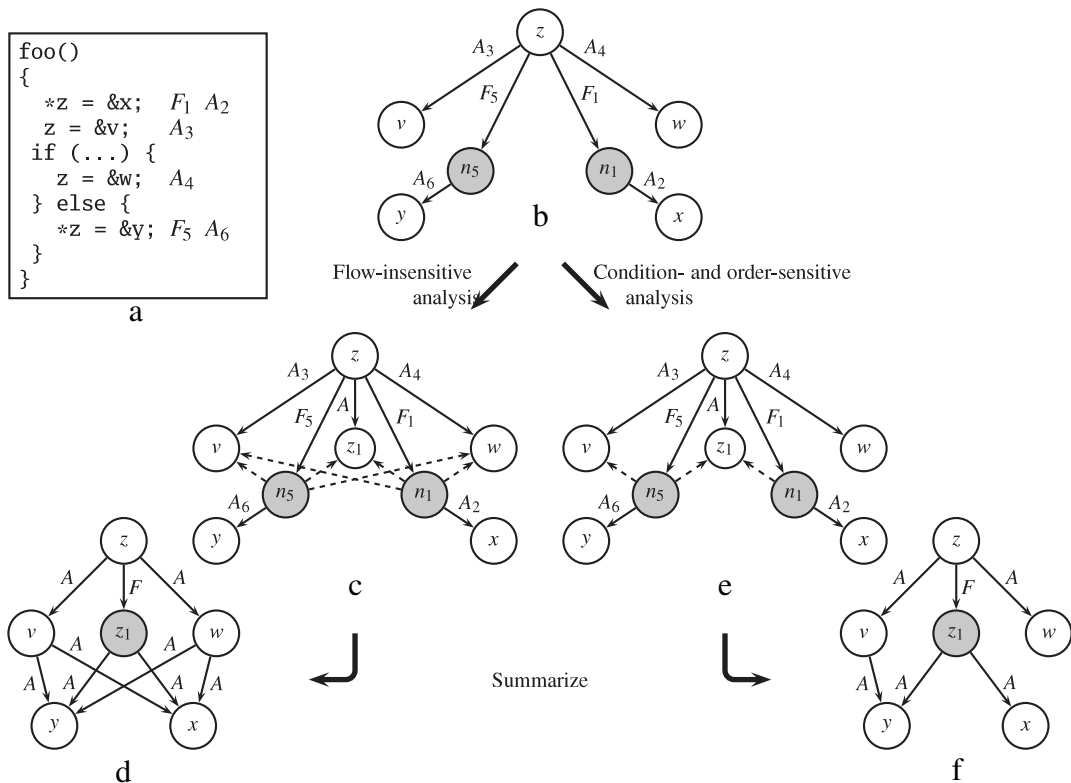 foo()
{
*z = &x; F1 A2
z = &v; A3
if (...) {
z = &w; A4
} else {
*z = &y; F5 A6
}
}
a
z
A3 A4
F5 F1
v w
n5 n1
A6 A2
y x
b
Flow-insensitive
analysis
Condition- and order-sensitive
analysis
z
A3 A4
F5 A F1
v z1 w
n5 n1
A6 A2
y x
c
z
A3 A4
F5 A F1
v z1 w
n5 n1
A6 A2
y x
e
z
A F A
v z1 w
A A A A A
y x
d
Summarize
z
A F A
v z1 w
A A A
y x
f